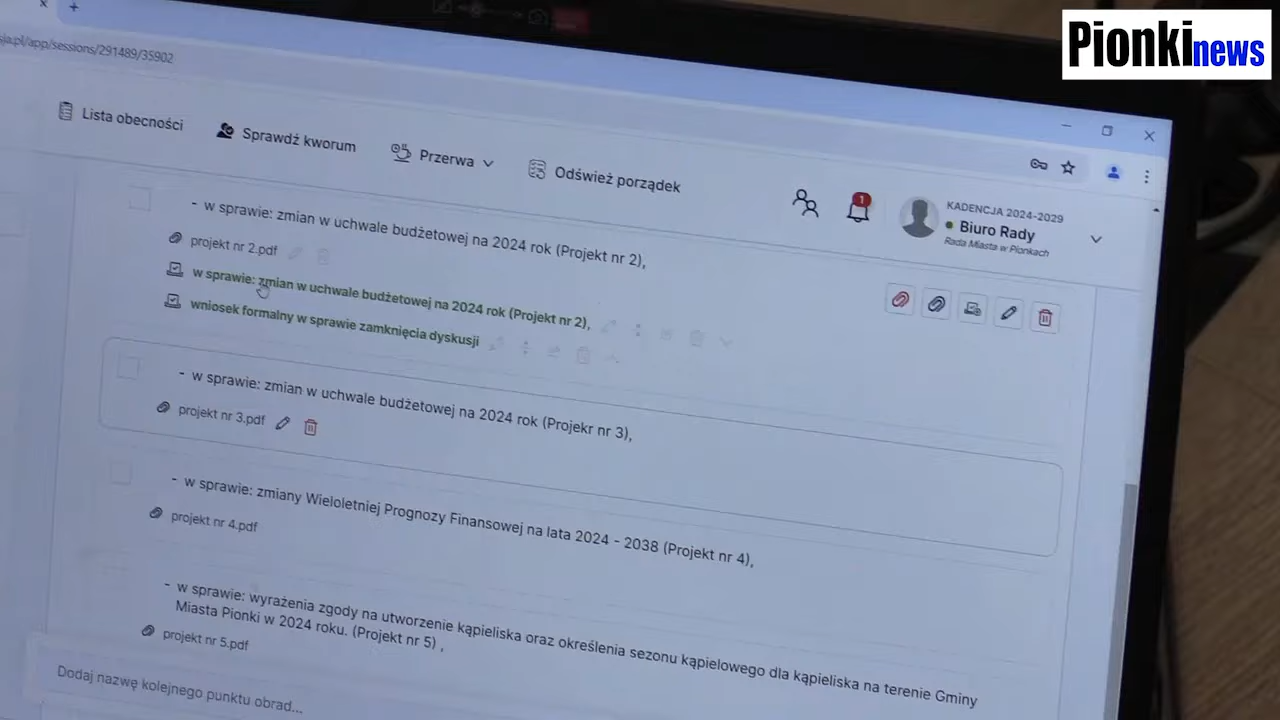 Pionkinews
sja.pl/app/sessions/291489/35902
Lista obecności
Sprawdź kworum
Przerwa
Odśwież porządek
1
KADENCJA 2024-2029
Biuro Rady
Rada Miasta w Pionkach
- w sprawie: zmian w uchwale budżetowej na 2024 rok (Projekt nr 2),
projekt nr 2.pdf
w sprawie: zmian w uchwale budżetowej na 2024 rok (Projekt nr 2),
wniosek formalny w sprawie zamknięcia dyskusji
- w sprawie: zmian w uchwale budżetowej na 2024 rok (Projekr nr 3),
projekt nr 3.pdf
- w sprawie: zmiany Wieloletniej Prognozy Finansowej na lata 2024 - 2038 (Projekt nr 4),
projekt nr 4.pdf
- w sprawie: wyrażenia zgody na utworzenie kąpieliska oraz określenia sezonu kąpielowego dla kąpieliska na terenie Gminy
Miasta Pionki w 2024 roku. (Projekt nr 5) ,
projekt nr 5.pdf
Dodaj nazwę kolejnego punktu obrad...